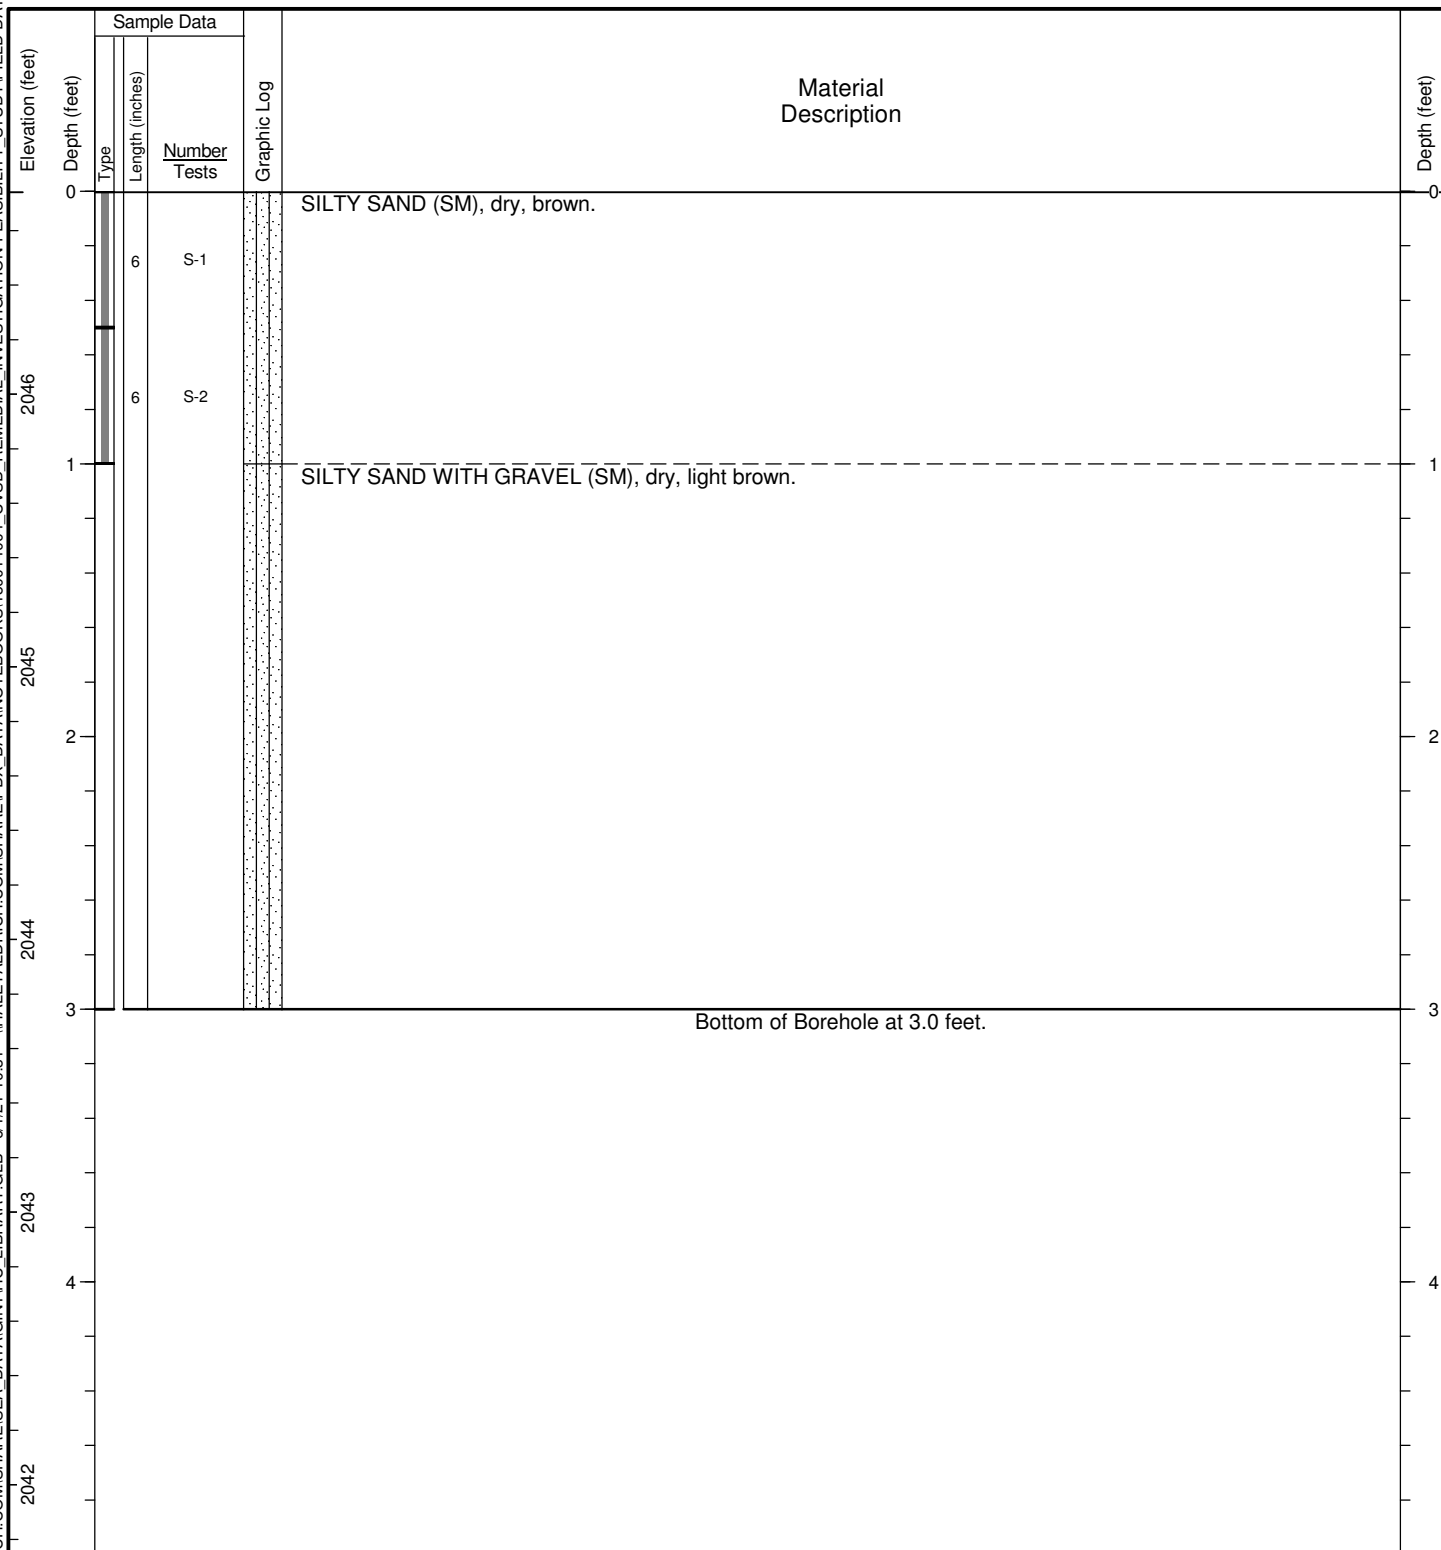 Sample Data
Elevation (feet)
Depth (feet)
Type
Length (inches)
Number
Tests
Graphic Log
Material
Description
Depth (feet)
0
0
SILTY SAND (SM), dry, brown.
6
S-1
2046
6
S-2
1
1
SILTY SAND WITH GRAVEL (SM), dry, light brown.
2045
2
2
2044
3
3
Bottom of Borehole at 3.0 feet.
2043
4
4
2042